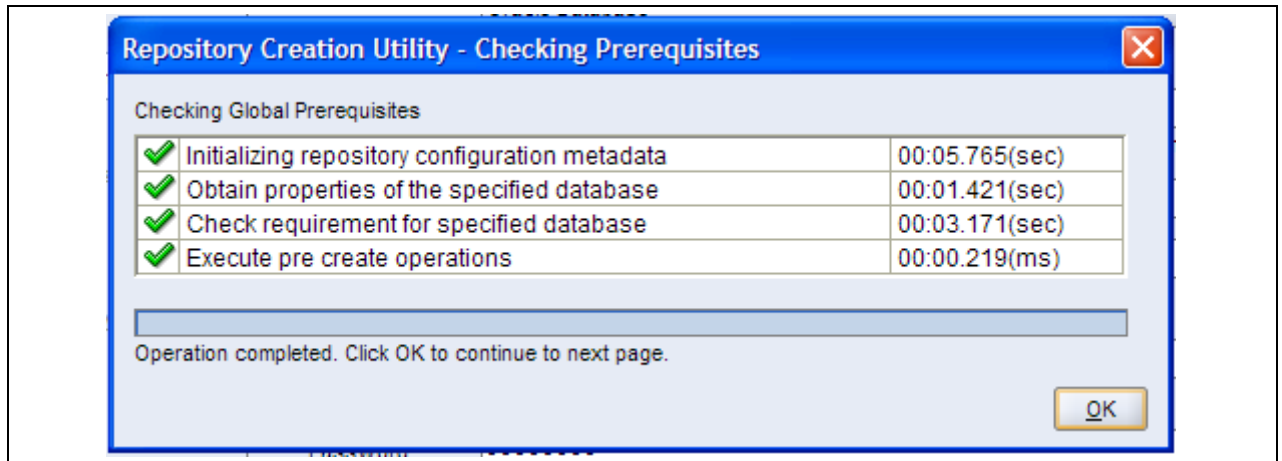 Repository Creation Utility - Checking Prerequisites
Checking Global Prerequisites
Initializing repository configuration metadata 00:05.765(sec)
Obtain properties of the specified database 00:01.421(sec)
Check requirement for specified database 00:03.171(sec)
Execute pre create operations 00:00.219(ms)
Operation completed. Click OK to continue to next page.
OK